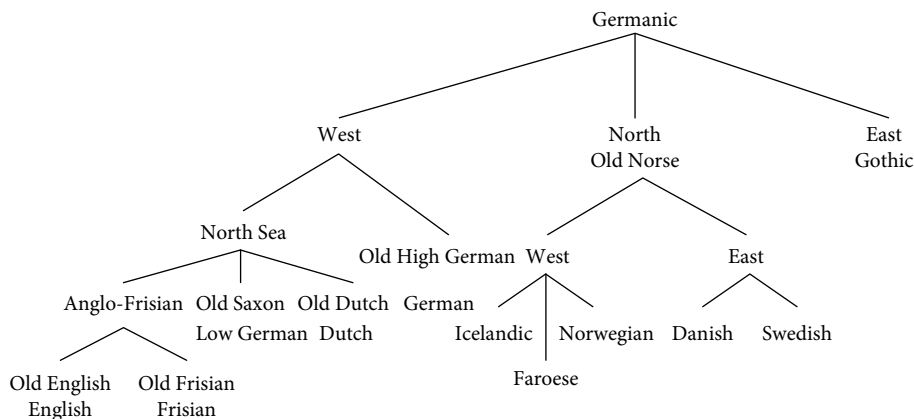 Germanic
West North East
Old Norse Gothic
North Sea
Old High German West East
Anglo-Frisian Old Saxon Old Dutch German
Low German Dutch Icelandic Norwegian Danish Swedish
Faroese
Old English Old Frisian
English Frisian